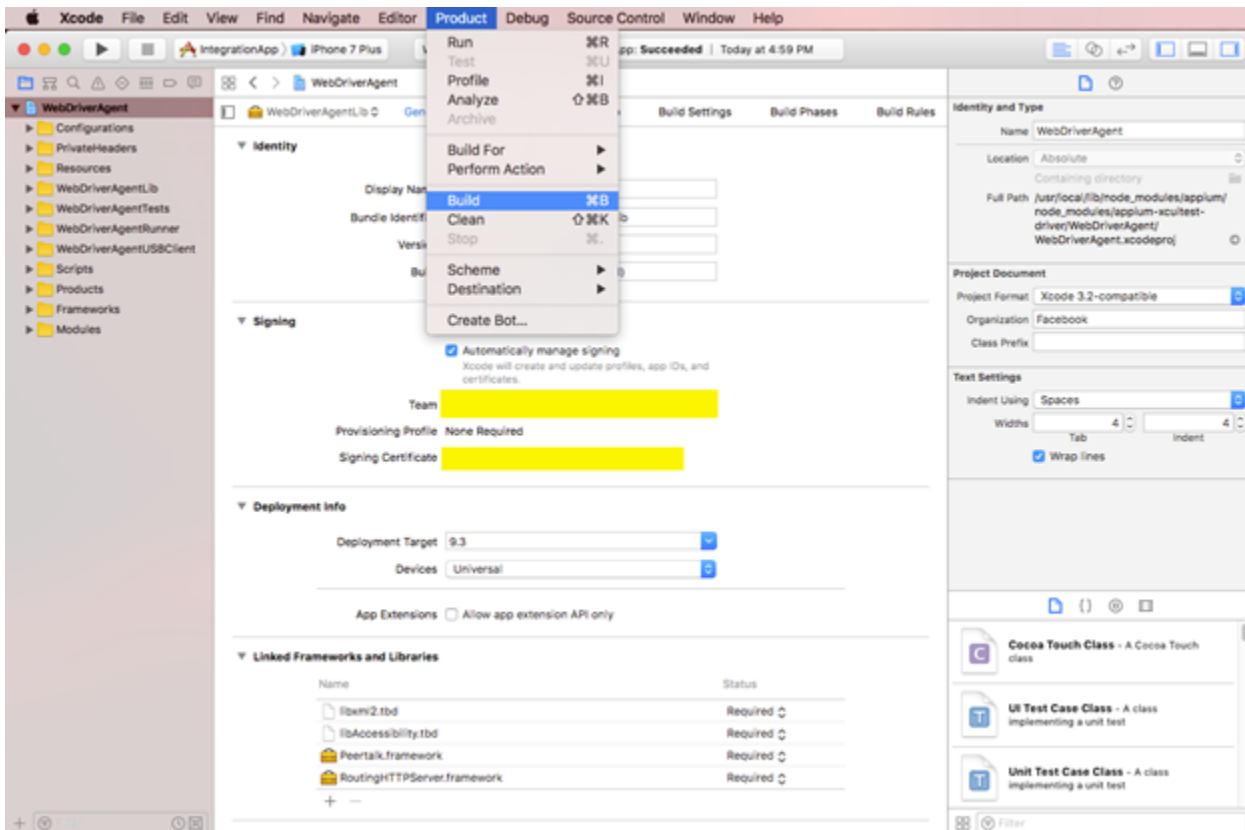 Xcode File Edit View Find Navigate Editor Product Debug Source Control Window Help
IntegrationApp iPhone 7 Plus
pp: Succeeded | Today at 4:59 PM
WebDriverAgent
Configurations
PrivateHeaders
Resources
WebDriverAgentLib
WebDriverAgentTests
WebDriverAgentRunner
WebDriverAgentUSBClient
Scripts
Products
Frameworks
Modules
WebDriverAgent
WebDriverAgentLib Gen Build Settings Build Phases Build Rules
Run ⌘R
Test ⌘U
Profile ⌘I
Analyze ⇧⌘B
Archive
Build For
Perform Action
Build ⌘B
Clean ⇧⌘K
Stop ⌘.
Scheme
Destination
Create Bot...
Identity
Display Nam
Bundle Identifi
Versi
Bu
Signing
Automatically manage signing
Xcode will create and update profiles, app IDs, and
certificates.
Team
Provisioning Profile None Required
Signing Certificate
Deployment Info
Deployment Target 9.3
Devices Universal
App Extensions Allow app extension API only
Linked Frameworks and Libraries
Name Status
libxml2.tbd Required
libAccessibility.tbd Required
Peertalk.framework Required
RoutingHTTPServer.framework Required
Identity and Type
Name WebDriverAgent
Location Absolute
Containing directory
Full Path /usr/local/lib/node_modules/appium/
node_modules/appium-xcuitest-
driver/WebDriverAgent/
WebDriverAgent.xcodeproj
Project Document
Project Format Xcode 3.2-compatible
Organization Facebook
Class Prefix
Text Settings
Indent Using Spaces
Widths 4 4
Tab Indent
Wrap lines
Cocoa Touch Class - A Cocoa Touch
class
UI Test Case Class - A class
implementing a unit test
Unit Test Case Class - A class
implementing a unit test
Filter